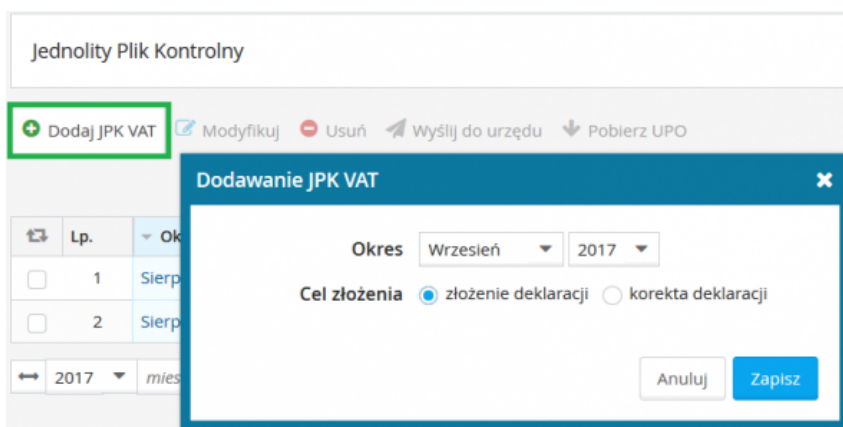 Jednolity Plik Kontrolny
Dodaj JPK VAT Modyfikuj Usuń Wyślij do urzędu Pobierz UPO
Dodawanie JPK VAT
Lp.
Okres Wrzesień 2017
1
Cel złożenia złożenie deklaracji korekta deklaracji
2
2017
Anuluj Zapisz